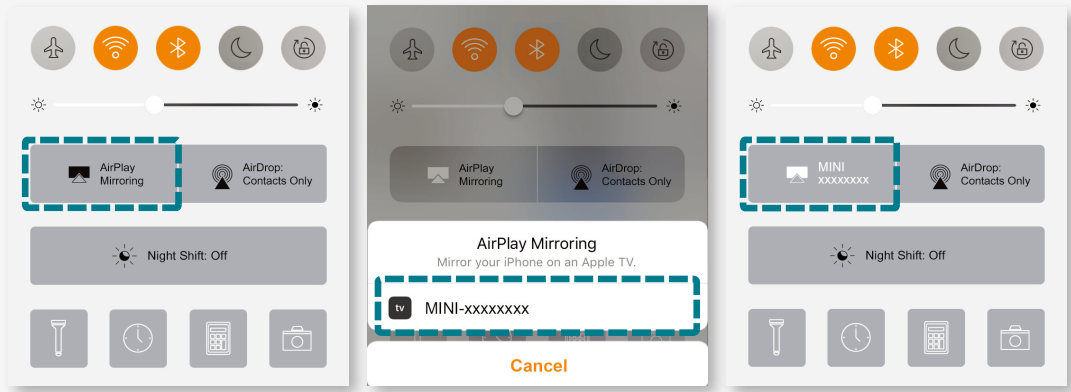 AirPlay
Mirroring
AirDrop:
Contacts Only
Night Shift: Off
AirPlay
Mirroring
AirDrop:
Contacts Only
AirPlay Mirroring
Mirror your iPhone on an Apple TV.
tv
MINI-xxxxxxxx
Cancel
MINI
xxxxxxxx
AirDrop:
Contacts Only
Night Shift: Off